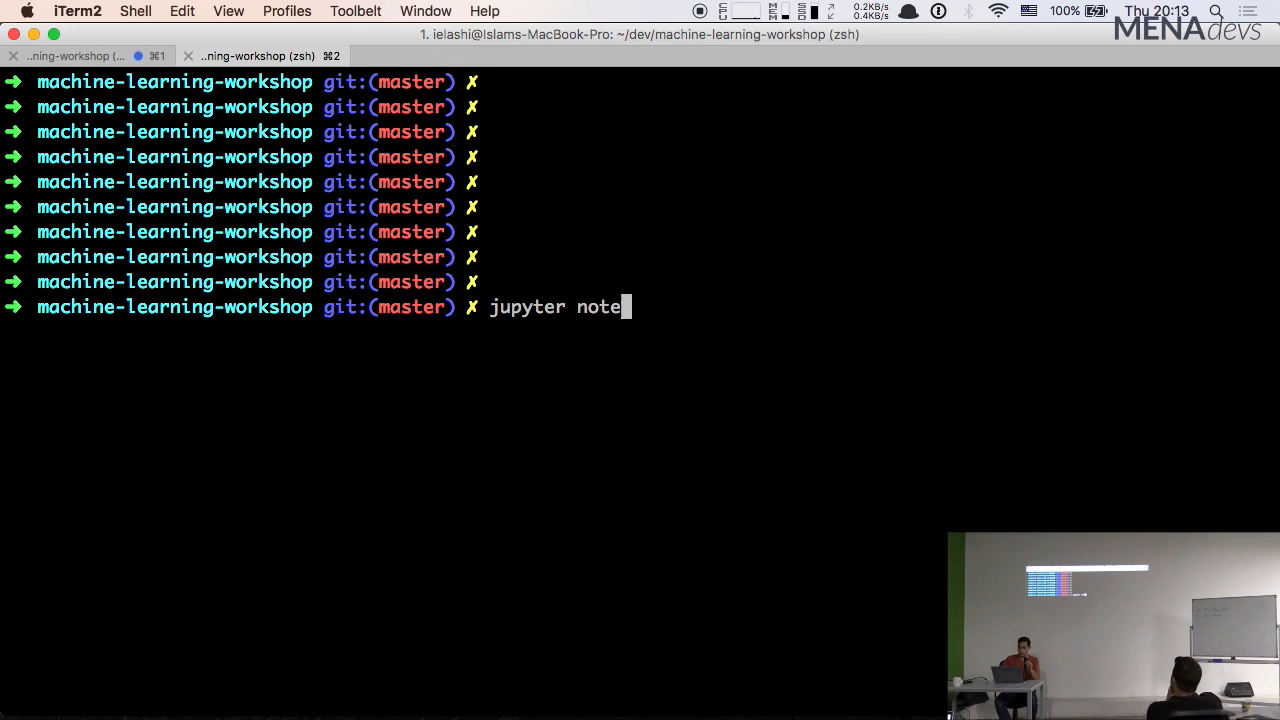 iTerm2 Shell Edit View Profiles Toolbelt Window Help 0.2KB/s 0.4KB/s 100% Thu 20:13
MENAdevs
1. ielashi@Islams-MacBook-Pro: ~/dev/machine-learning-workshop (zsh)
..ning-workshop (... ⌘1 ..ning-workshop (zsh) ⌘2
➜ machine-learning-workshop git:(master) ✗
➜ machine-learning-workshop git:(master) ✗
➜ machine-learning-workshop git:(master) ✗
➜ machine-learning-workshop git:(master) ✗
➜ machine-learning-workshop git:(master) ✗
➜ machine-learning-workshop git:(master) ✗
➜ machine-learning-workshop git:(master) ✗
➜ machine-learning-workshop git:(master) ✗
➜ machine-learning-workshop git:(master) ✗
➜ machine-learning-workshop git:(master) ✗ jupyter note